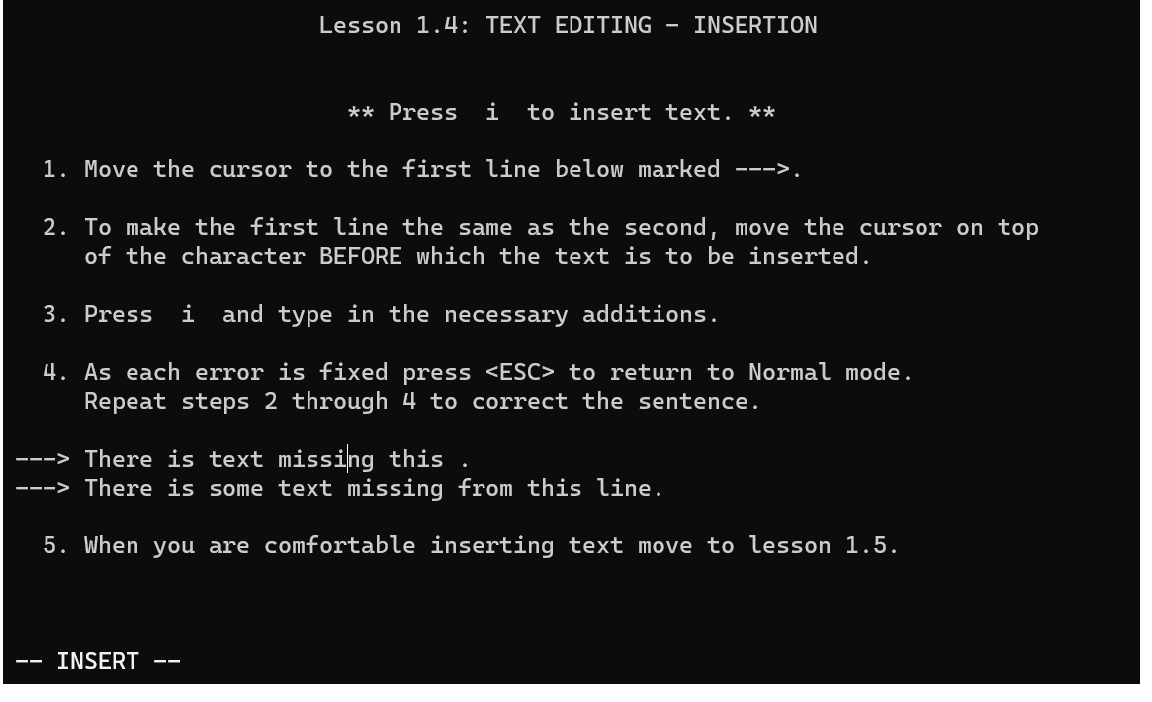 Lesson 1.4: TEXT EDITING - INSERTION
** Press  i  to insert text. **
1. Move the cursor to the first line below marked --->.
2. To make the first line the same as the second, move the cursor on top
of the character BEFORE which the text is to be inserted.
3. Press  i  and type in the necessary additions.
4. As each error is fixed press <ESC> to return to Normal mode.
Repeat steps 2 through 4 to correct the sentence.
---> There is text missing this .
---> There is some text missing from this line.
5. When you are comfortable inserting text move to lesson 1.5.
-- INSERT --